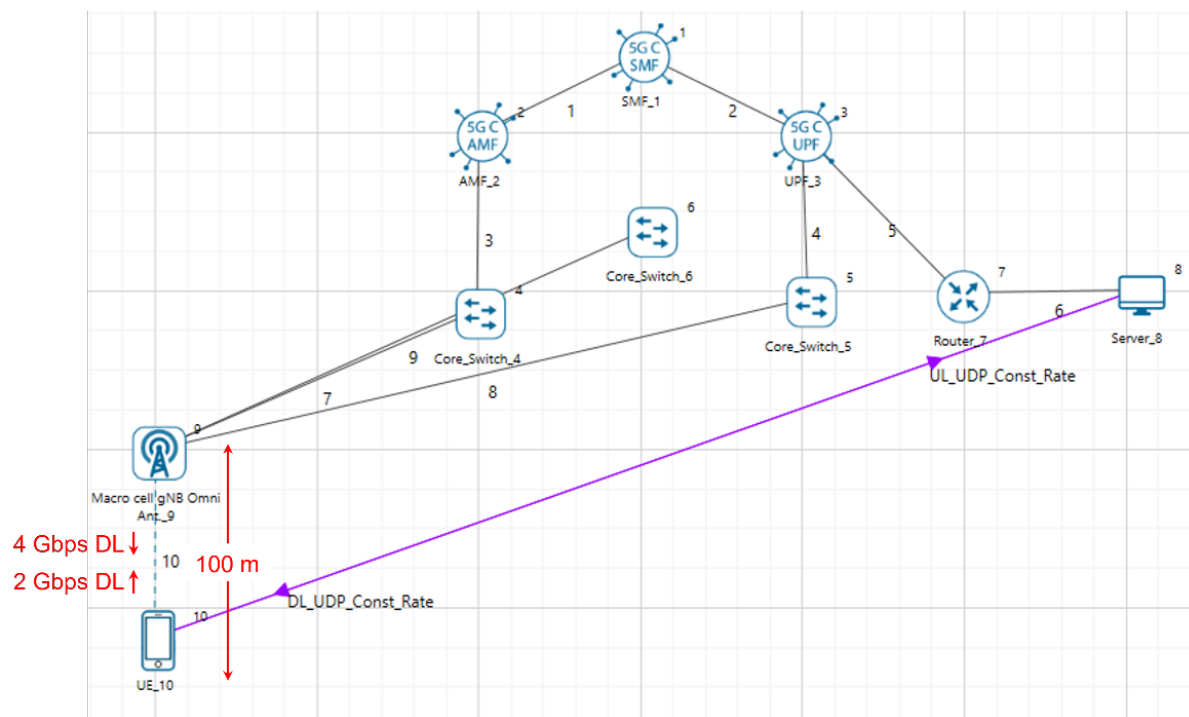 1
5G C
SMF
SMF_1
1
2
2
5G C
AMF
AMF_2
3
5G C
UPF
UPF_3
6
Core_Switch_6
3
4
5
4
Core_Switch_4
5
Core_Switch_5
7
Router_7
8
Server_8
6
9
7
8
UL_UDP_Const_Rate
9
Macro cell gNB Omni
Ant._9
4 Gbps DL
2 Gbps DL
10
100 m
DL_UDP_Const_Rate
10
UE_10